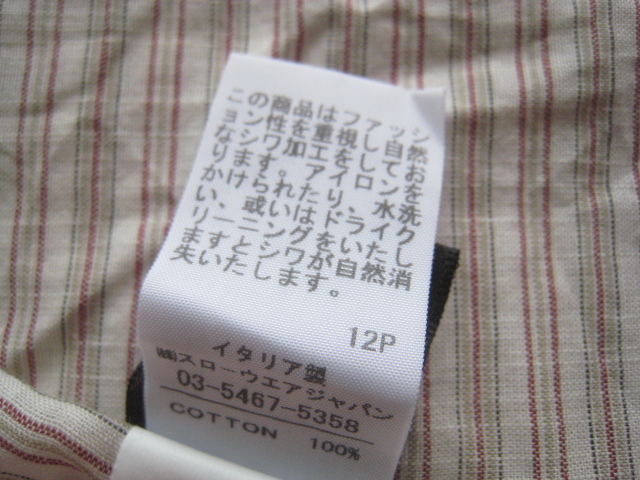 この商品はファッシ
ョン性を重視し自然
なシワ加工をしてお
ります。アイロンを
かけられたり、水洗
い、或いはドライク
リーニングをいたし
ますとシワが自然消
失いたします。
12P
イタリア製
㈱スローウエアジャパン
03-5467-5358
COTTON 100%